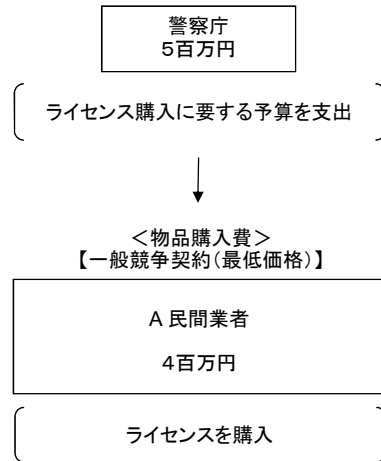 警察庁
5百万円
ライセンス購入に要する予算を支出
＜物品購入費＞
【一般競争契約(最低価格)】
A 民間業者
4百万円
ライセンスを購入